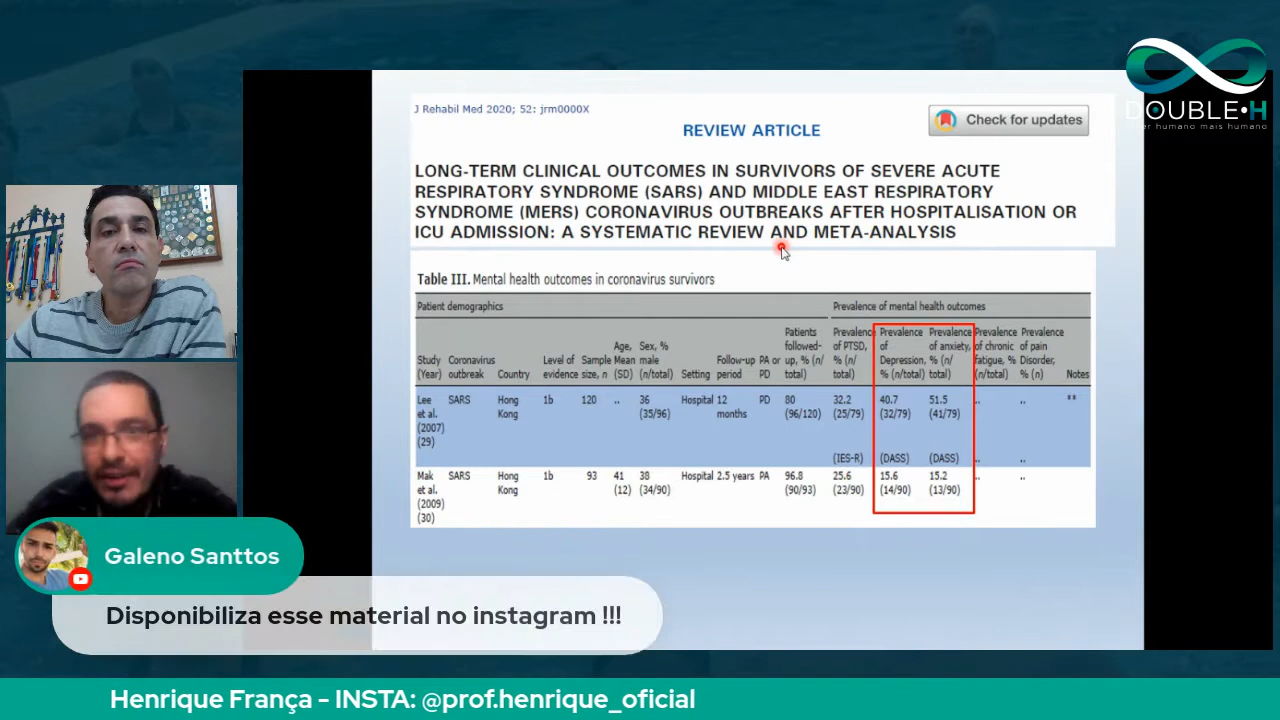 DOUBLE•H
ser humano mais humano
J Rehabil Med 2020; 52: jrm0000X
REVIEW ARTICLE
Check for updates
LONG-TERM CLINICAL OUTCOMES IN SURVIVORS OF SEVERE ACUTE
RESPIRATORY SYNDROME (SARS) AND MIDDLE EAST RESPIRATORY
SYNDROME (MERS) CORONAVIRUS OUTBREAKS AFTER HOSPITALISATION OR
ICU ADMISSION: A SYSTEMATIC REVIEW AND META-ANALYSIS
Table III. Mental health outcomes in coronavirus survivors
Patient demographics Prevalence of mental health outcomes
Patients Prevalence Prevalence Prevalence Prevalence Prevalence
Age, Sex, % followed- of PTSD, of of anxiety, of chronic of pain
Study Coronavirus Level of Sample Mean male Follow-up PA or up, % (n/ % (n/ Depression, % (n/ fatigue, % Disorder,
(Year) outbreak Country evidence size, n (SD) (n/total) Setting period PD total) total) % (n/total) total) (n/total) % (n) Notes
Lee SARS Hong 1b 120 .. 36 Hospital 12 PD 80 32.2 40.7 51.5 .. .. **
et al. Kong (35/96) months (96/120) (25/79) (32/79) (41/79)
(2007)
(29)
(IES-R) (DASS) (DASS) .. ..
Mak SARS Hong 1b 93 41 38 Hospital 2.5 years PA 96.8 25.6 15.6 15.2 .. ..
et al. Kong (12) (34/90) (90/93) (23/90) (14/90) (13/90)
(2009)
(30)
Galeno Santtos
Disponibiliza esse material no instagram !!!
Henrique França - INSTA: @prof.henrique_oficial